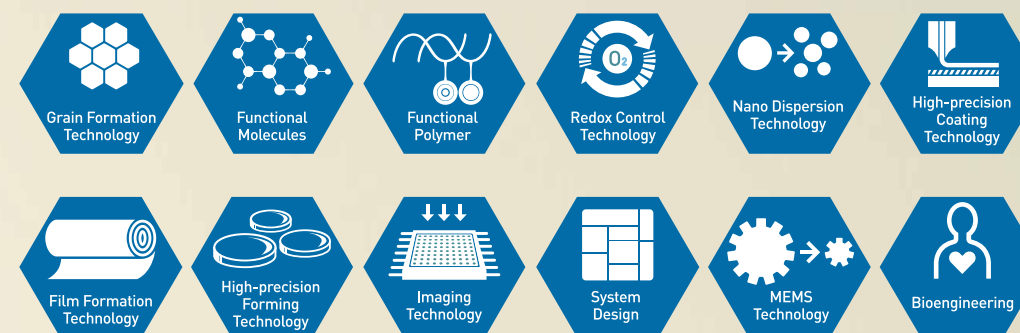 Grain Formation
Technology
Functional
Molecules
Functional
Polymer
O₂
Redox Control
Technology
Nano Dispersion
Technology
High-precision
Coating
Technology
Film Formation
Technology
High-precision
Forming
Technology
Imaging
Technology
System
Design
MEMS
Technology
Bioengineering